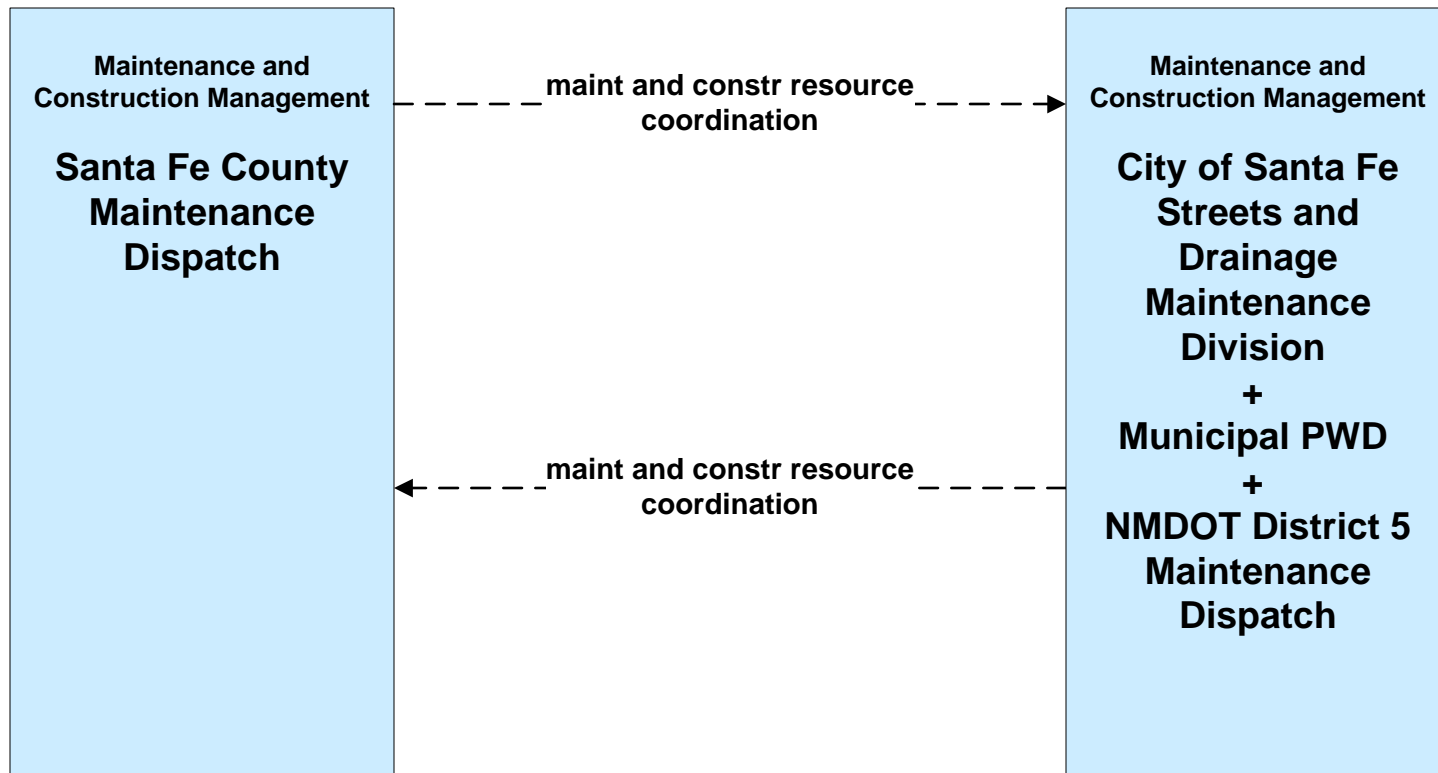 Maintenance and
Construction Management
Santa Fe County
Maintenance
Dispatch
maint and constr resource
coordination
maint and constr resource
coordination
Maintenance and
Construction Management
City of Santa Fe
Streets and
Drainage
Maintenance
Division
+
Municipal PWD
+
NMDOT District 5
Maintenance
Dispatch